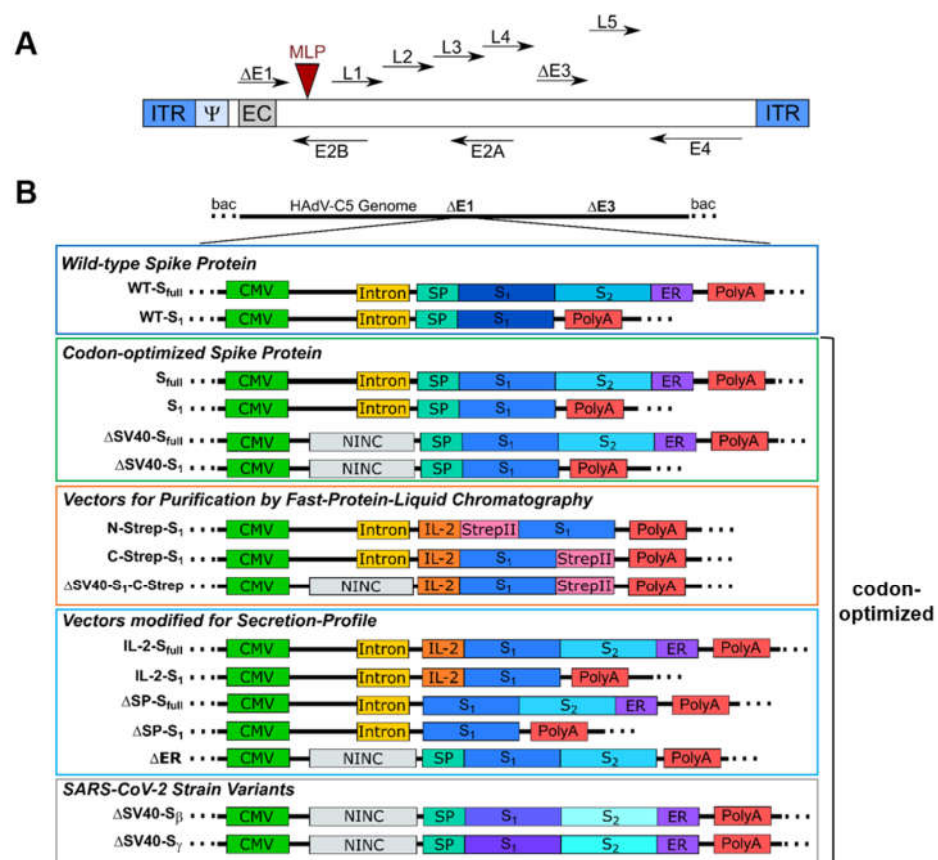 A
L5
L4
L3
L2
L1
MLP
ΔE1
ΔE3
ITR Ψ EC ITR
E2B E2A E4
B
bac HAdV-C5 Genome ΔE1 ΔE3 bac
Wild-type Spike Protein
WT-Sfull CMV Intron SP S1 S2 ER PolyA
WT-S1 CMV Intron SP S1 PolyA
Codon-optimized Spike Protein
Sfull CMV Intron SP S1 S2 ER PolyA
S1 CMV Intron SP S1 PolyA
ΔSV40-Sfull CMV NINC SP S1 S2 ER PolyA
ΔSV40-S1 CMV NINC SP S1 PolyA
Vectors for Purification by Fast-Protein-Liquid Chromatography
N-Strep-S1 CMV Intron IL-2 StrepII S1 PolyA
C-Strep-S1 CMV Intron IL-2 S1 StrepII PolyA
ΔSV40-S1-C-Strep CMV NINC IL-2 S1 StrepII PolyA
codon-
optimized
Vectors modified for Secretion-Profile
IL-2-Sfull CMV Intron IL-2 S1 S2 ER PolyA
IL-2-S1 CMV Intron IL-2 S1 PolyA
ΔSP-Sfull CMV Intron S1 S2 ER PolyA
ΔSP-S1 CMV Intron S1 PolyA
ΔER CMV NINC SP S1 S2 PolyA
SARS-CoV-2 Strain Variants
ΔSV40-Sβ CMV NINC SP S1 S2 ER PolyA
ΔSV40-Sγ CMV NINC SP S1 S2 ER PolyA